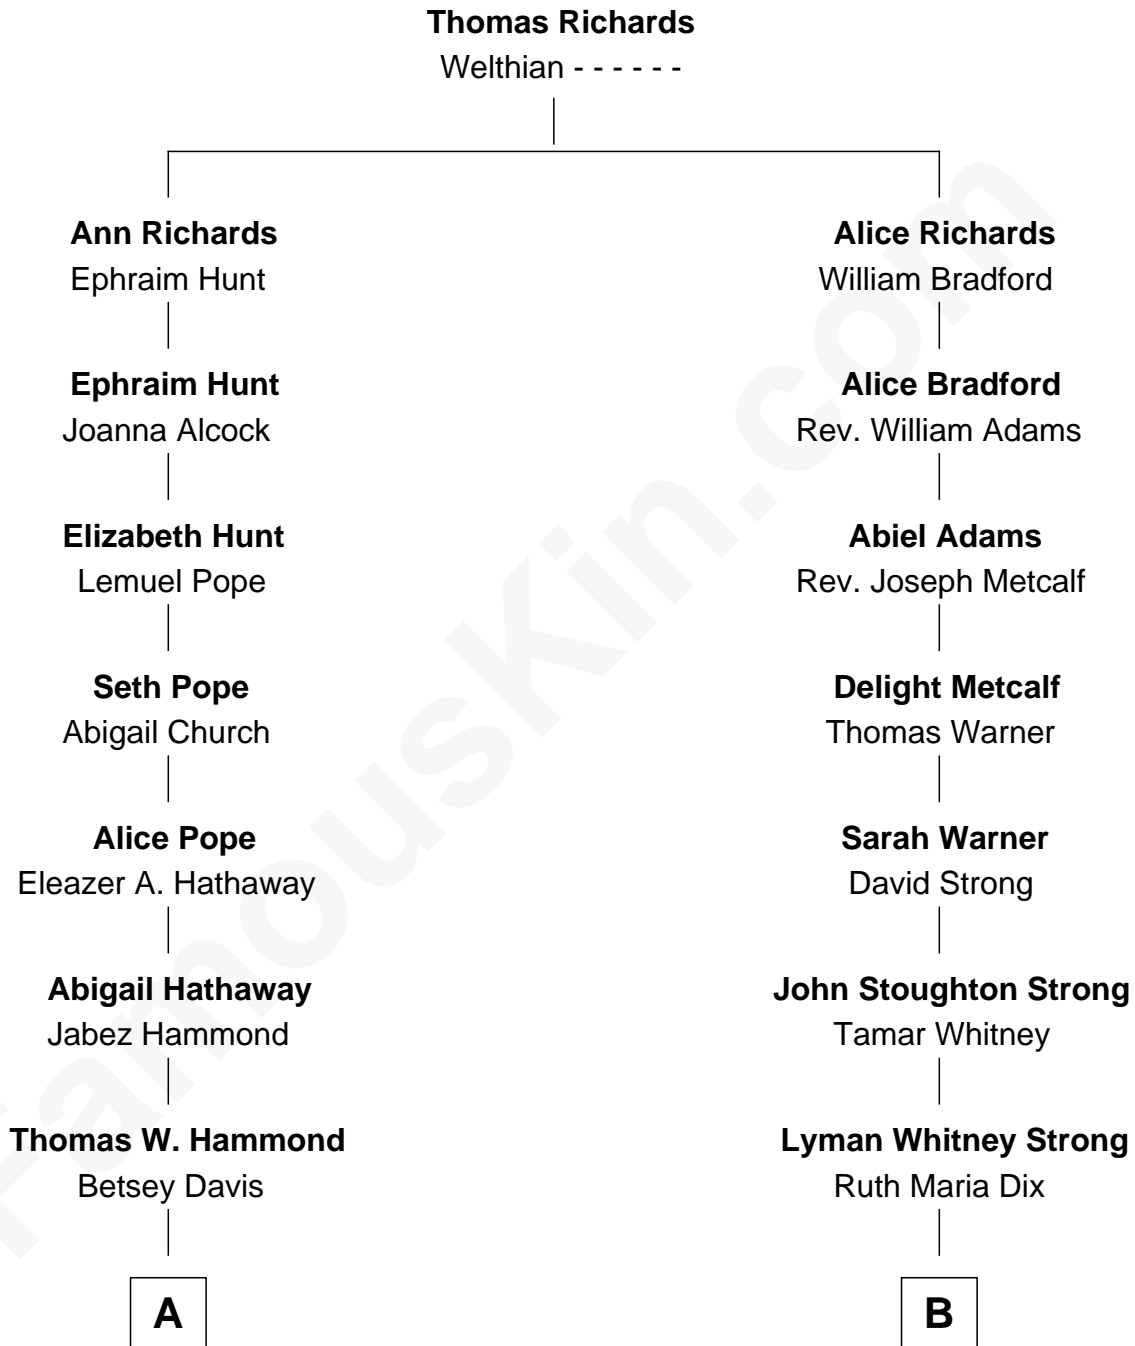 Thomas Richards
Welthian - - - - - -
Ann Richards
Ephraim Hunt
Alice Richards
William Bradford
Ephraim Hunt
Joanna Alcock
Alice Bradford
Rev. William Adams
Elizabeth Hunt
Lemuel Pope
Abiel Adams
Rev. Joseph Metcalf
Seth Pope
Abigail Church
Delight Metcalf
Thomas Warner
Alice Pope
Eleazer A. Hathaway
Sarah Warner
David Strong
Abigail Hathaway
Jabez Hammond
John Stoughton Strong
Tamar Whitney
Thomas W. Hammond
Betsey Davis
Lyman Whitney Strong
Ruth Maria Dix
A
B
FamousKin.com